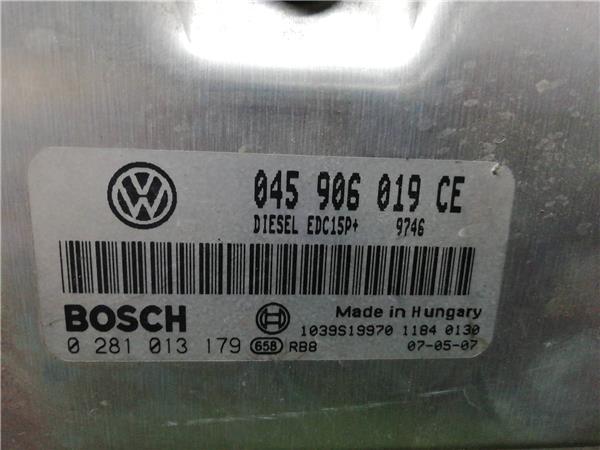 045 906 019 CE
DIESEL EDC15P+ 9746
BOSCH
Made in Hungary
1039S19970 1184 0130
0 281 013 179 658 RB8 07-05-07